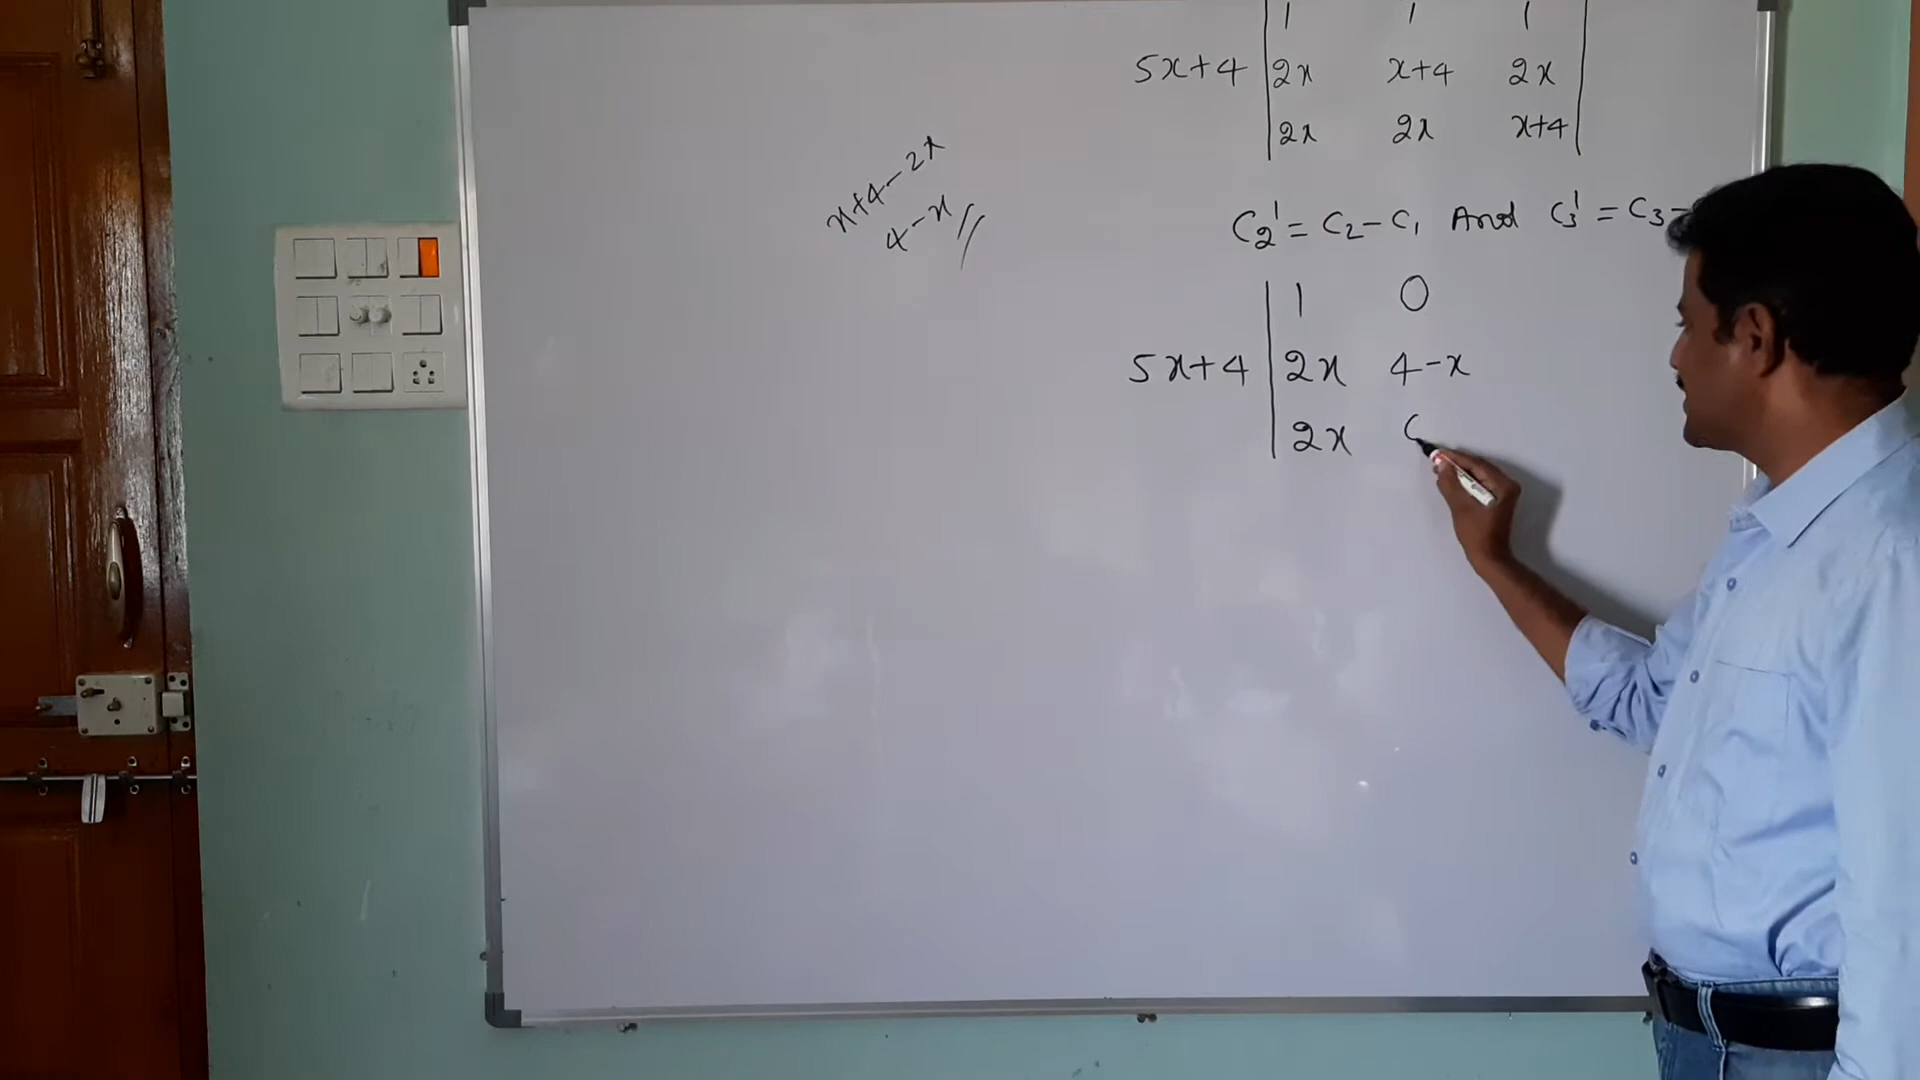 1 1 1
5x+4 2x x+4 2x
2x 2x x+4
x+4-2x
4-x //
C2' = C2-C1 And C3' = C3-
1 0
5x+4 2x 4-x
2x